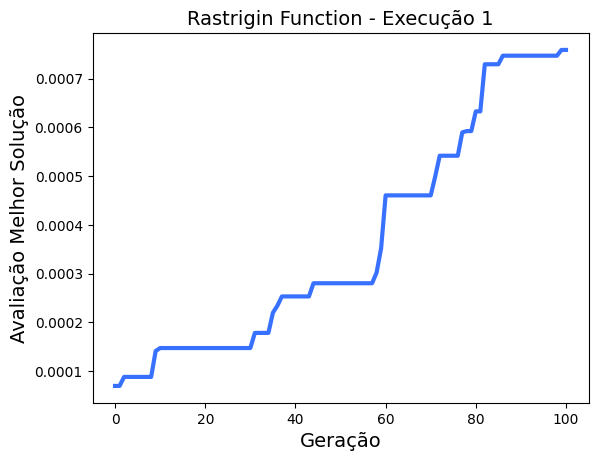 Rastrigin Function - Execução 1
Avaliação Melhor Solução
0.0007
0.0006
0.0005
0.0004
0.0003
0.0002
0.0001
0 20 40 60 80 100
Geração